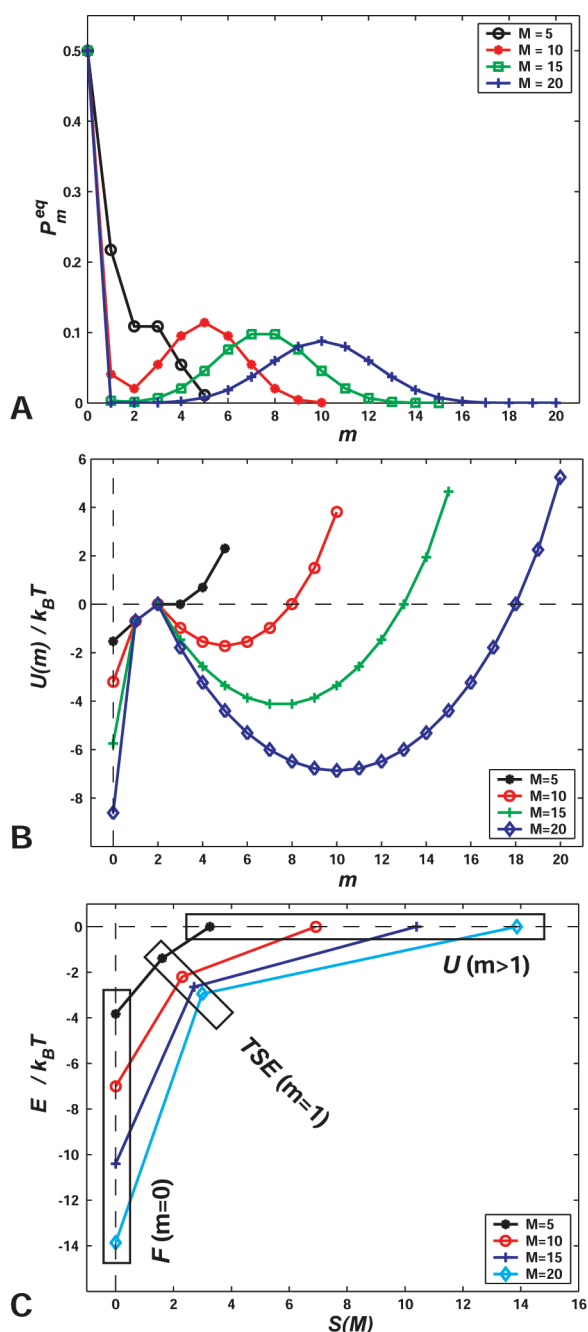 M = 5
M = 10
M = 15
M = 20
0.5
0.4
0.3
0.2
0.1
0
P_m^eq
0 2 4 6 8 10 12 14 16 18 20
m
A
4
2
0
-2
-4
-6
-8
U(m) / k_B T
M=5
M=10
M=15
M=20
0 2 4 6 8 10 12 14 16 18 20
m
B
0
-2
-4
-6
-8
-10
-12
-14
E / k_B T
U (m>1)
TSE (m=1)
F (m=0)
M=5
M=10
M=15
M=20
0 2 4 6 8 10 12 14 16
S(M)
C